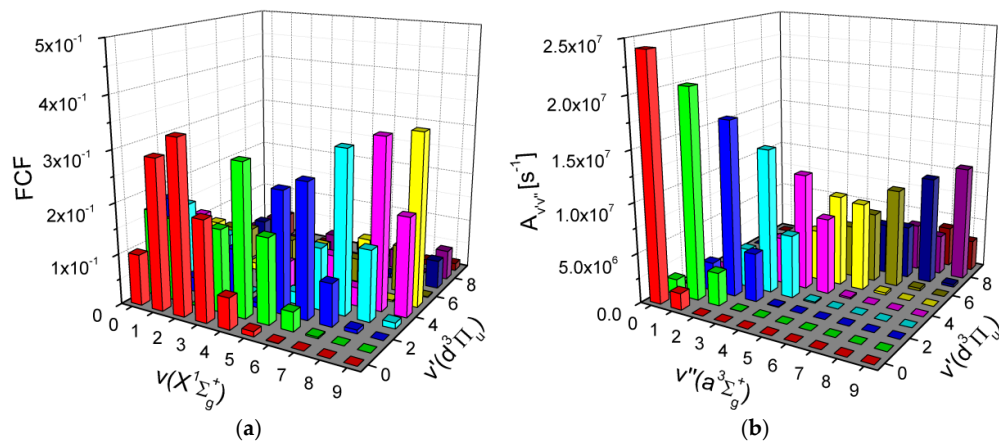 5x10⁻¹
4x10⁻¹
3x10⁻¹
2x10⁻¹
1x10⁻¹
0
FCF
0 1 2 3 4 5 6 7 8 9
v(X¹Σ⁺g)
0 2 4 6 8
v'(d³Πu)
(a)
2.5x10⁷
2.0x10⁷
1.5x10⁷
1.0x10⁷
5.0x10⁶
0.0
Av'v'' [s⁻¹]
0 1 2 3 4 5 6 7 8 9
v''(a³Σ⁺g)
0 2 4 6 8
v'(d³Πu)
(b)